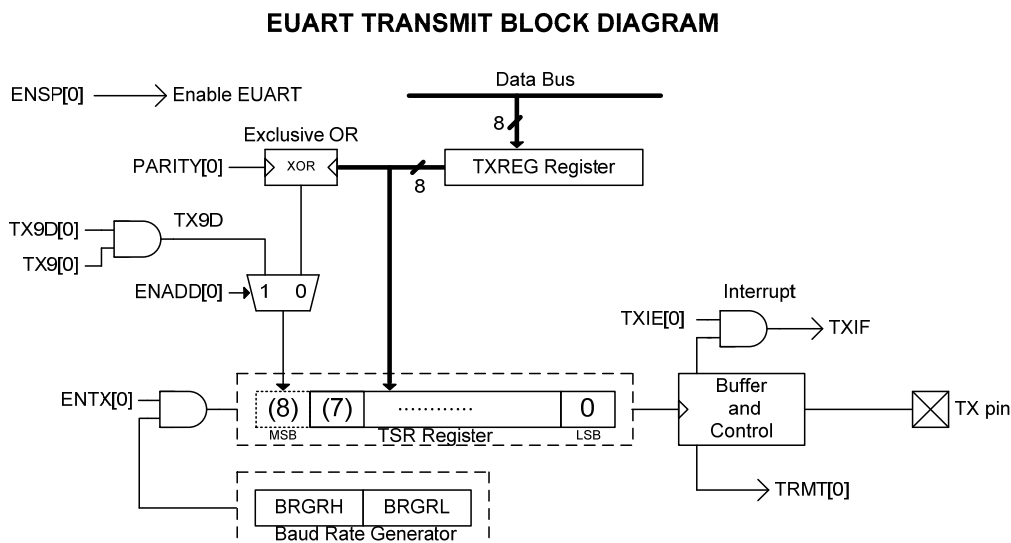 EUART TRANSMIT BLOCK DIAGRAM
Data Bus
ENSP[0]
Enable EUART
8
Exclusive OR
PARITY[0]
XOR
8
TXREG Register
TX9D[0]
TX9D
TX9[0]
ENADD[0]
1 0
Interrupt
TXIE[0]
TXIF
ENTX[0]
(8)
(7)
............
0
MSB
TSR Register
LSB
Buffer
and
Control
TX pin
TRMT[0]
BRGRH
BRGRL
Baud Rate Generator